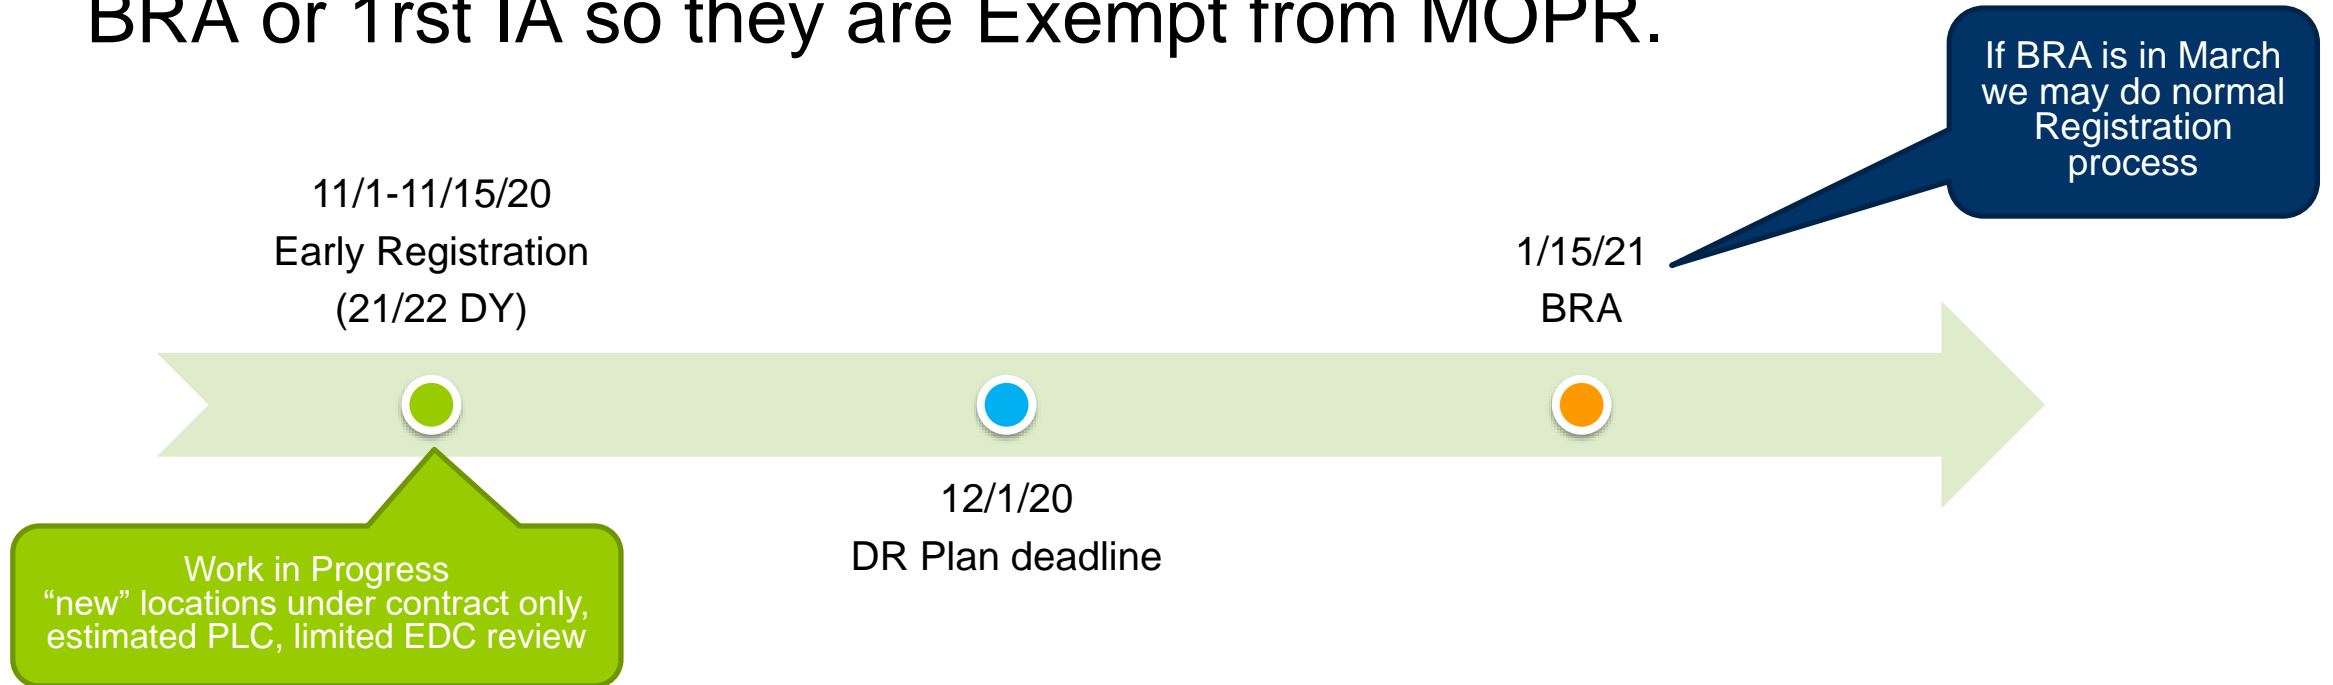 BRA or 1rst IA so they are Exempt from MOPR.
If BRA is in March
we may do normal
Registration
process
11/1-11/15/20
Early Registration
(21/22 DY)
1/15/21
BRA
12/1/20
DR Plan deadline
Work in Progress
“new” locations under contract only,
estimated PLC, limited EDC review